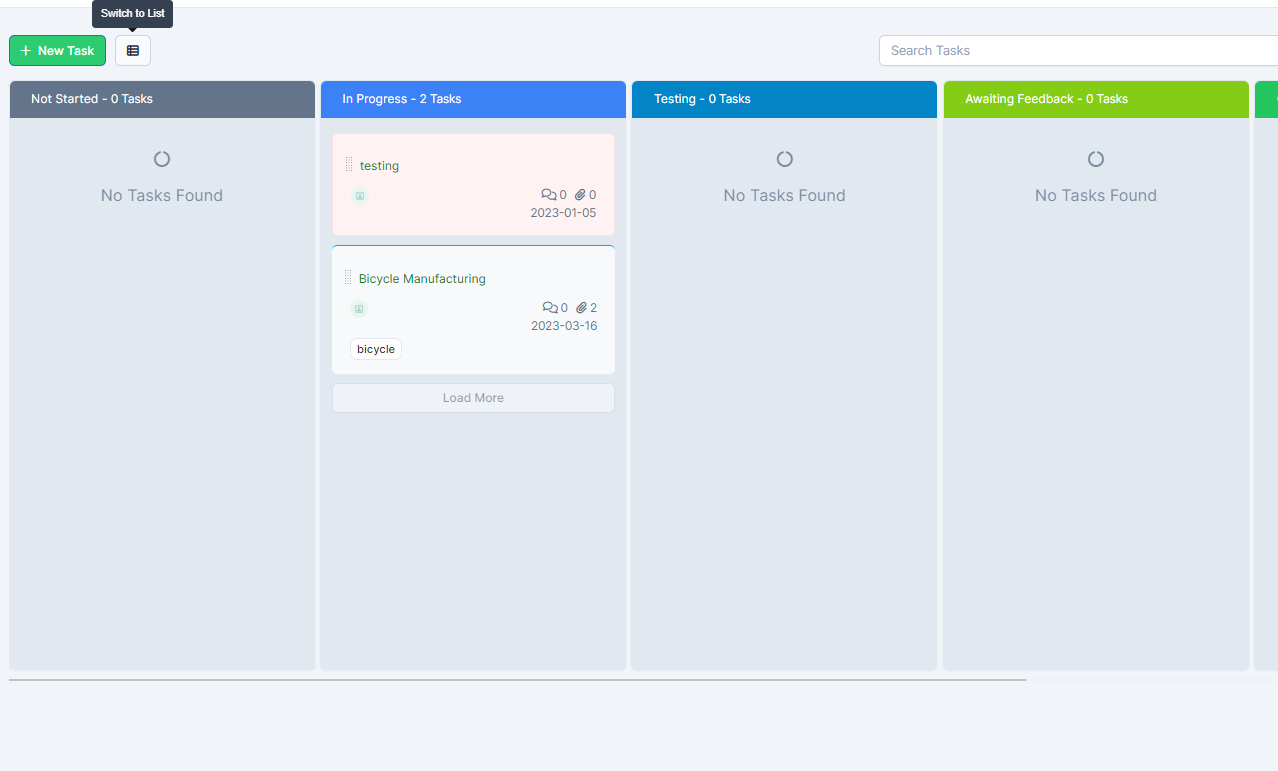 Switch to List
New Task
Search Tasks
Not Started - 0 Tasks
In Progress - 2 Tasks
Testing - 0 Tasks
Awaiting Feedback - 0 Tasks
No Tasks Found
testing
0 0
2023-01-05
Bicycle Manufacturing
0 2
2023-03-16
bicycle
Load More
No Tasks Found
No Tasks Found